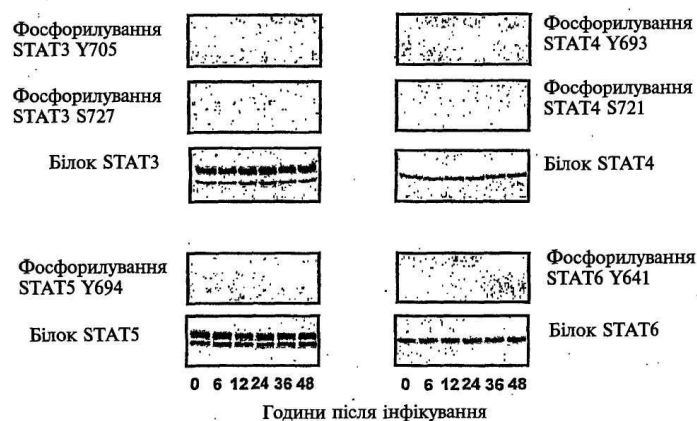 Фосфорилування
STAT3 Y705
Фосфорилування
STAT4 Y693
Фосфорилування
STAT3 S727
Фосфорилування
STAT4 S721
Білок STAT3
Білок STAT4
Фосфорилування
STAT5 Y694
Фосфорилування
STAT6 Y641
Білок STAT5
Білок STAT6
0 6 12 24 36 48
0 6 12 24 36 48
Години після інфікування